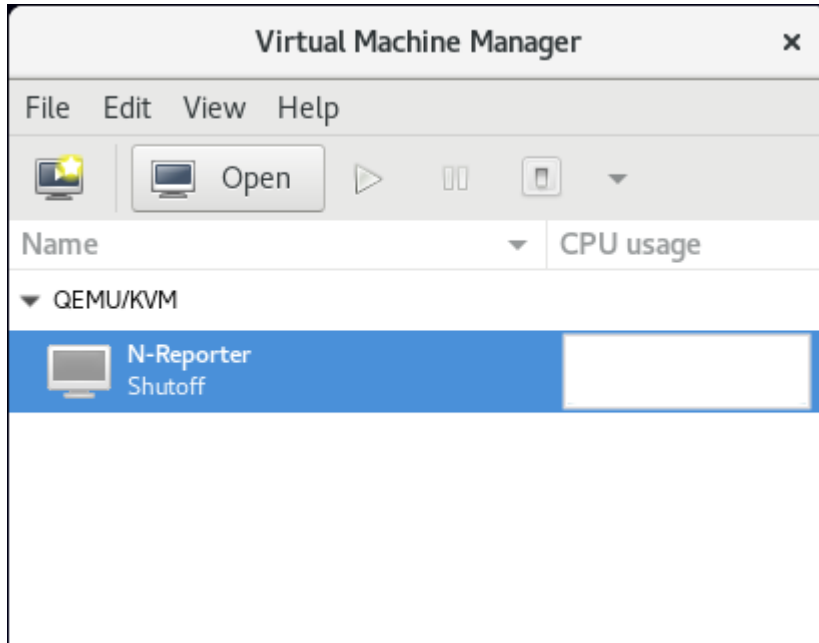 Virtual Machine Manager
File Edit View Help
Open
Name CPU usage
QEMU/KVM
N-Reporter
Shutoff